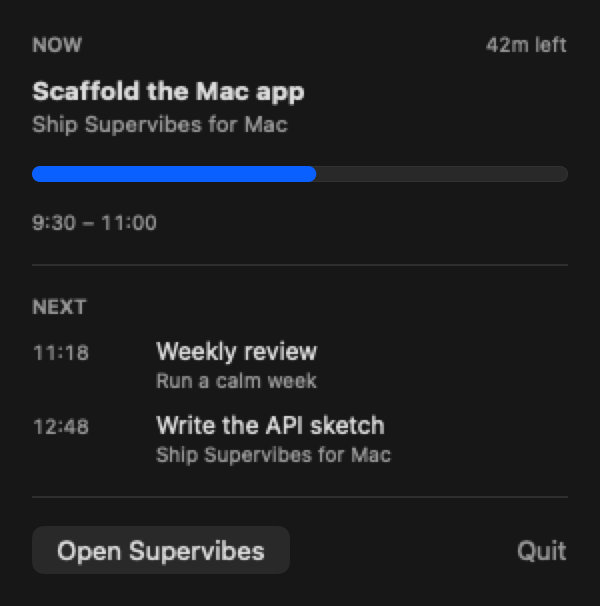 NOW 42m left
Scaffold the Mac app
Ship Supervibes for Mac
9:30 – 11:00
NEXT
11:18 Weekly review
Run a calm week
12:48 Write the API sketch
Ship Supervibes for Mac
Open Supervibes Quit